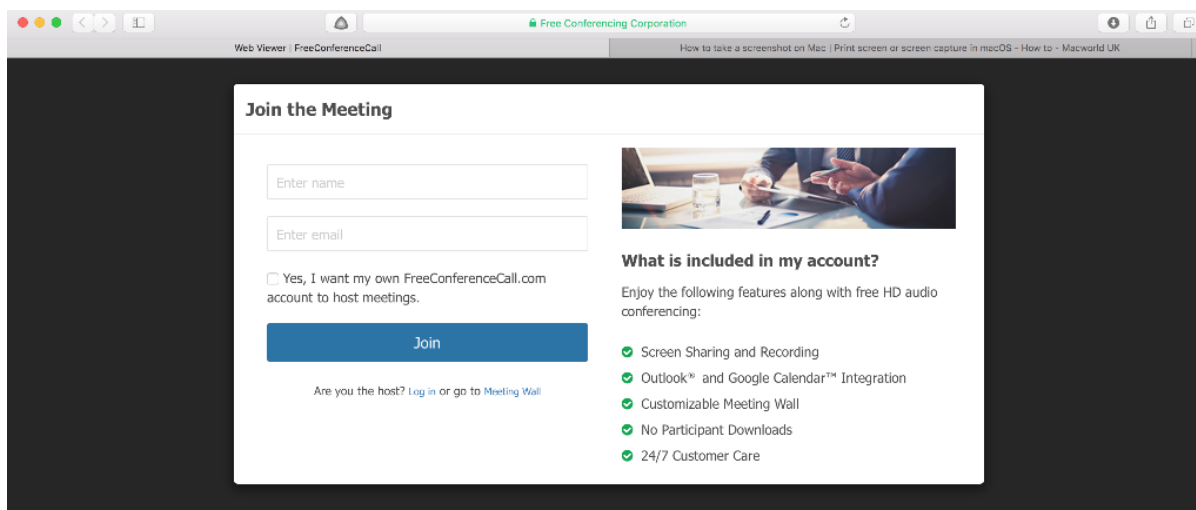 Free Conferencing Corporation
Web Viewer | FreeConferenceCall
How to take a screenshot on Mac | Print screen or screen capture in macOS - How to - Macworld UK
Join the Meeting
Enter name
Enter email
Yes, I want my own FreeConferenceCall.com
account to host meetings.
Join
Are you the host? Log in or go to Meeting Wall
What is included in my account?
Enjoy the following features along with free HD audio
conferencing:
Screen Sharing and Recording
Outlook® and Google Calendar™ Integration
Customizable Meeting Wall
No Participant Downloads
24/7 Customer Care